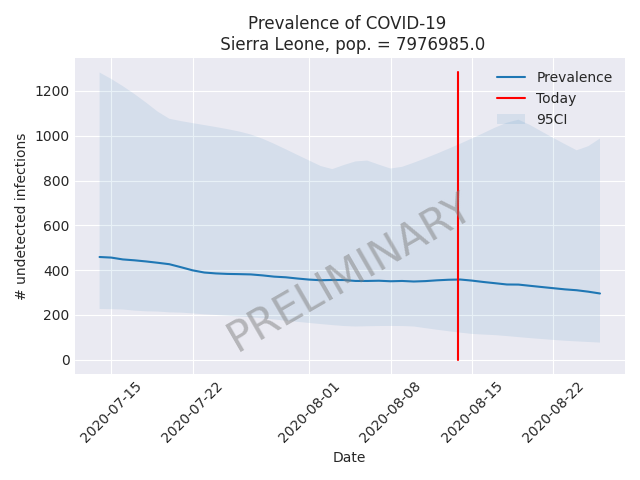 Prevalence of COVID-19
Sierra Leone, pop. = 7976985.0
Prevalence
Today
95CI
# undetected infections
1200
1000
800
600
400
200
0
PRELIMINARY
2020-07-15
2020-07-22
2020-08-01
2020-08-08
2020-08-15
2020-08-22
Date